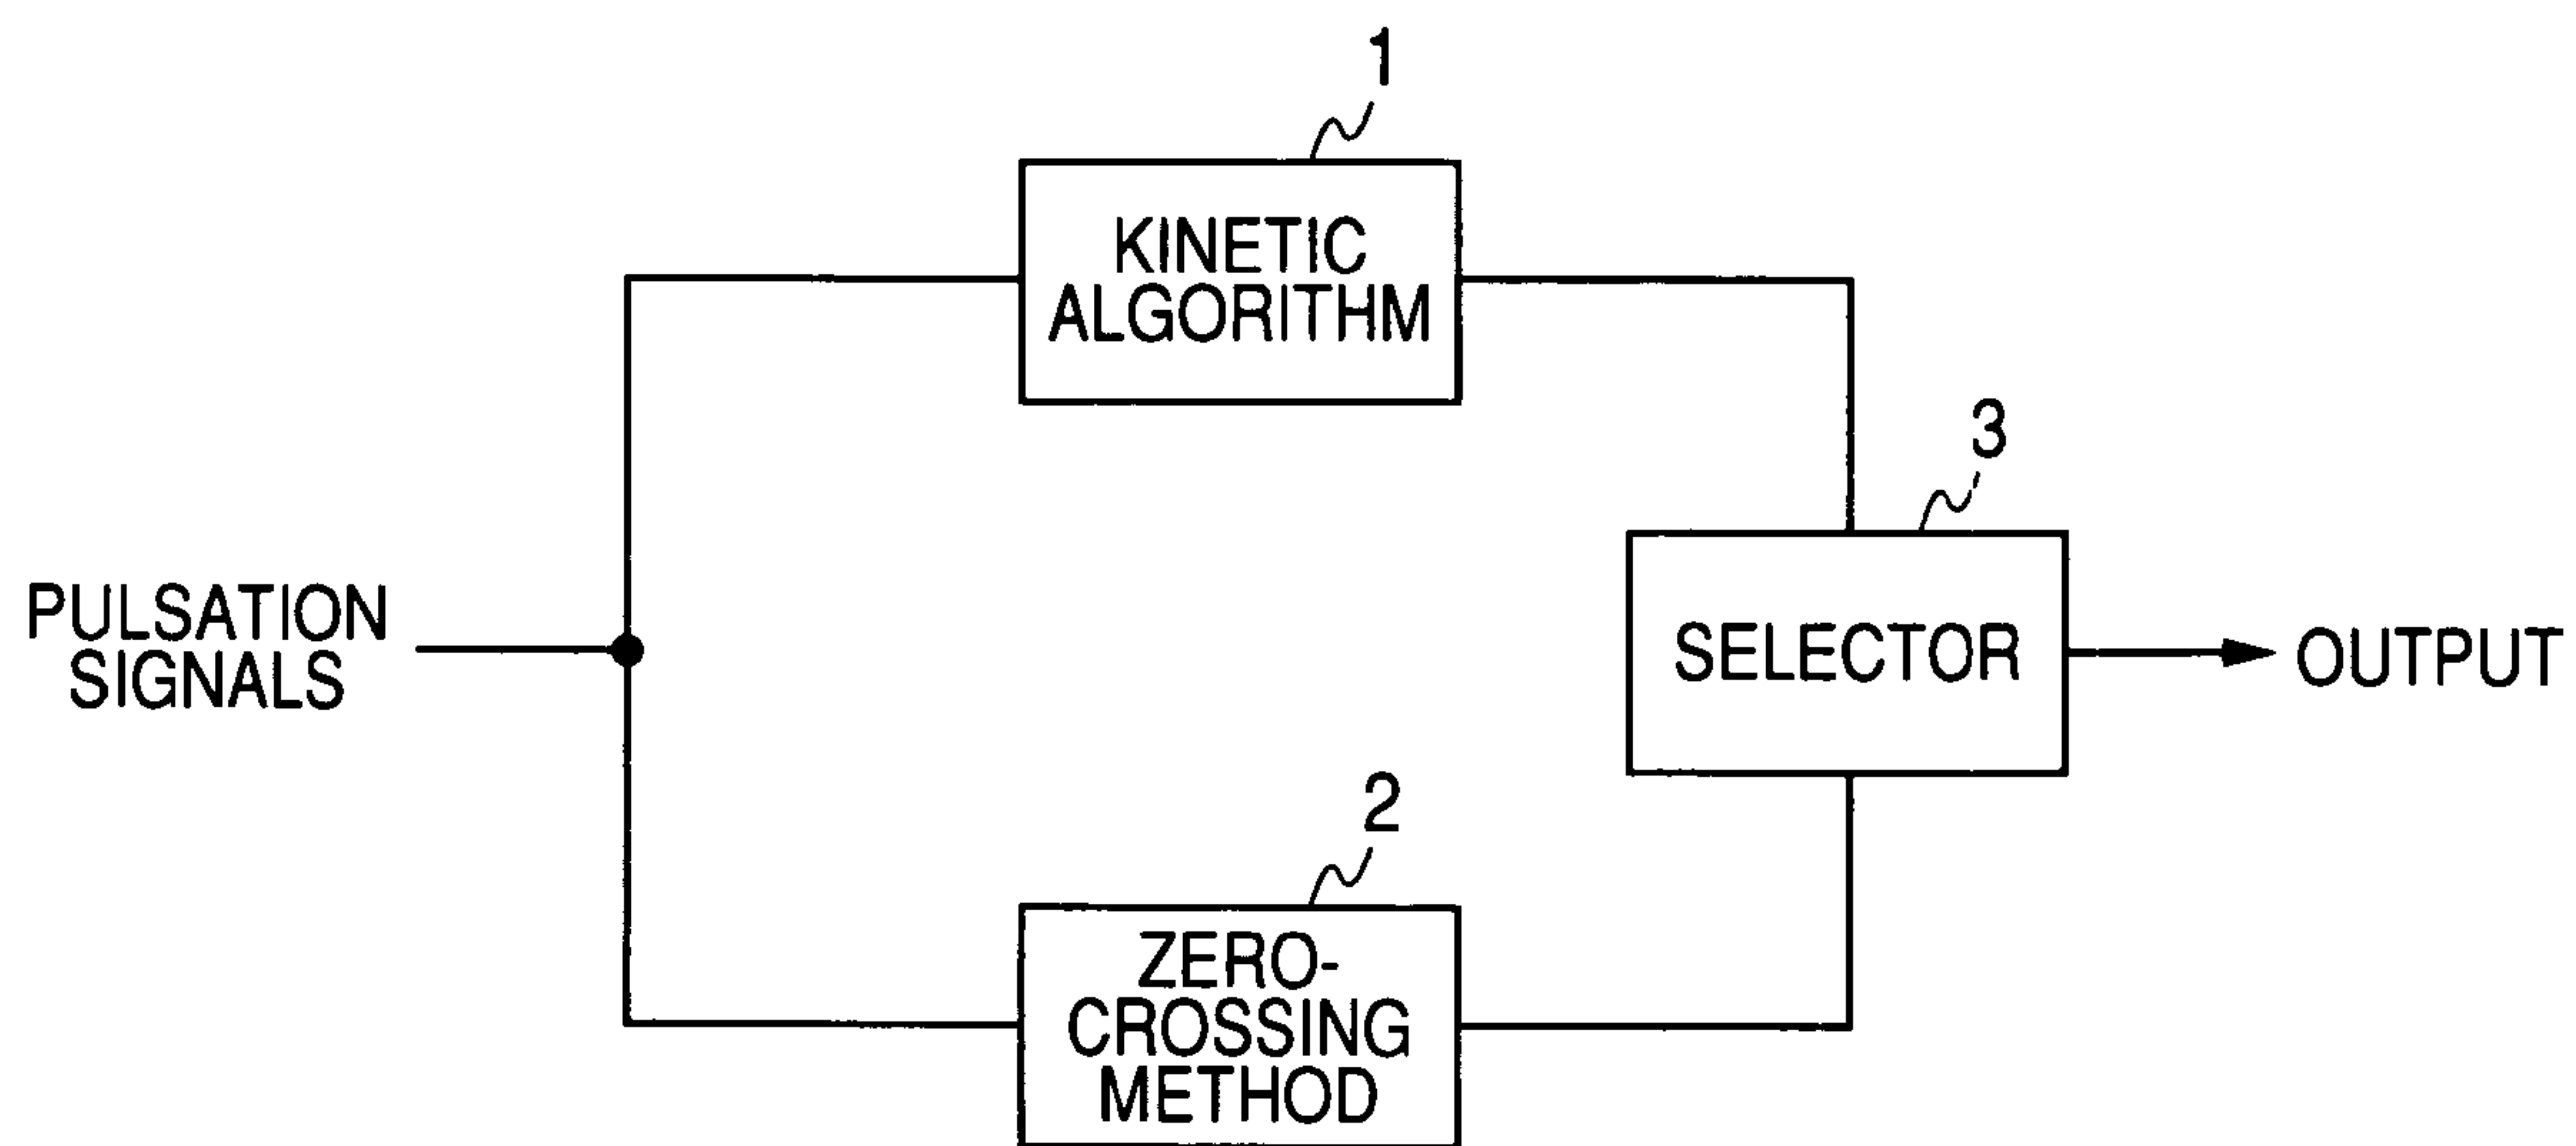 1
KINETIC
ALGORITHM
3
PULSATION
SIGNALS
SELECTOR
OUTPUT
2
ZERO-
CROSSING
METHOD